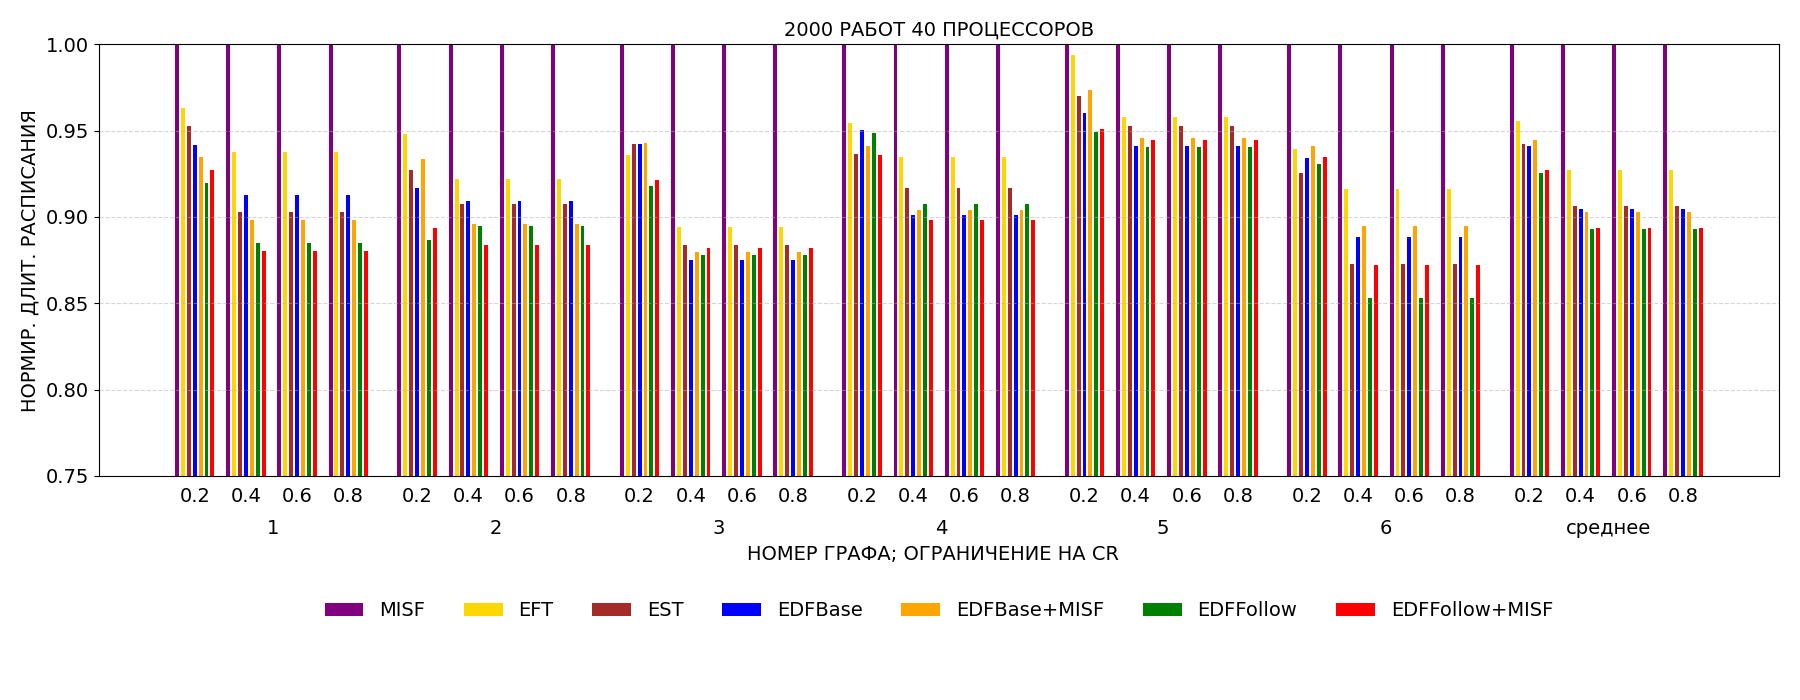 2000 РАБОТ 40 ПРОЦЕССОРОВ
НОРМИР. ДЛИТ. РАСПИСАНИЯ
1.00
0.95
0.90
0.85
0.80
0.75
0.2 0.4 0.6 0.8 0.2 0.4 0.6 0.8 0.2 0.4 0.6 0.8 0.2 0.4 0.6 0.8 0.2 0.4 0.6 0.8 0.2 0.4 0.6 0.8 0.2 0.4 0.6 0.8
1 2 3 4 5 6 среднее
НОМЕР ГРАФА; ОГРАНИЧЕНИЕ НА CR
MISF EFT EST EDFBase EDFBase+MISF EDFFollow EDFFollow+MISF